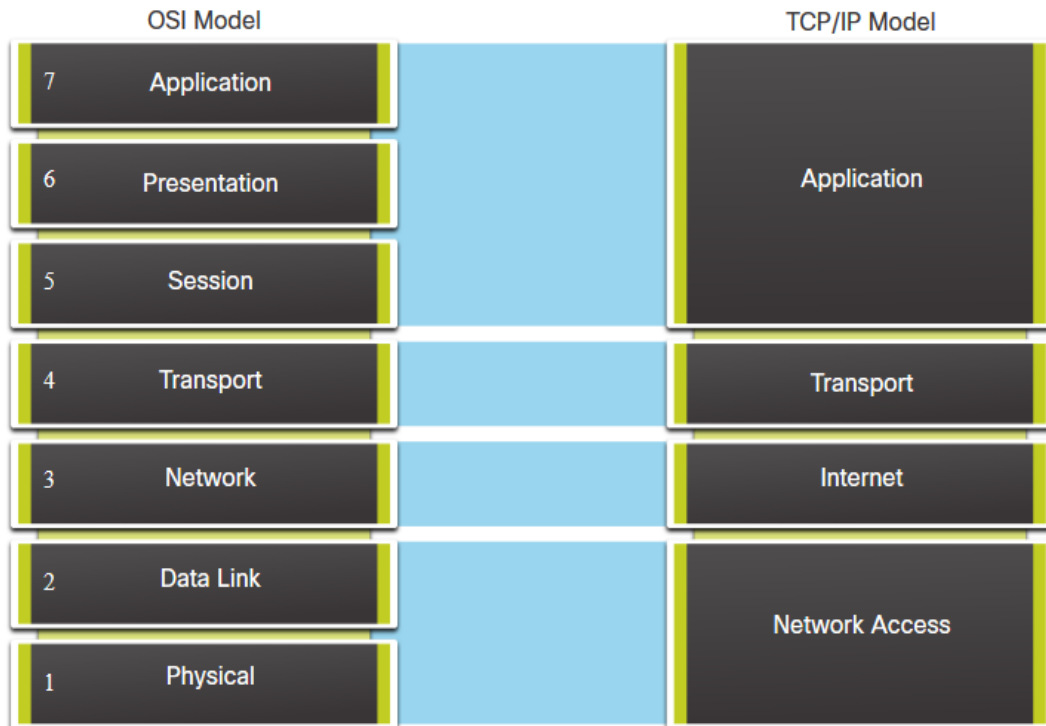 OSI Model
TCP/IP Model
7 Application
6 Presentation
5 Session
Application
4 Transport
Transport
3 Network
Internet
2 Data Link
1 Physical
Network Access